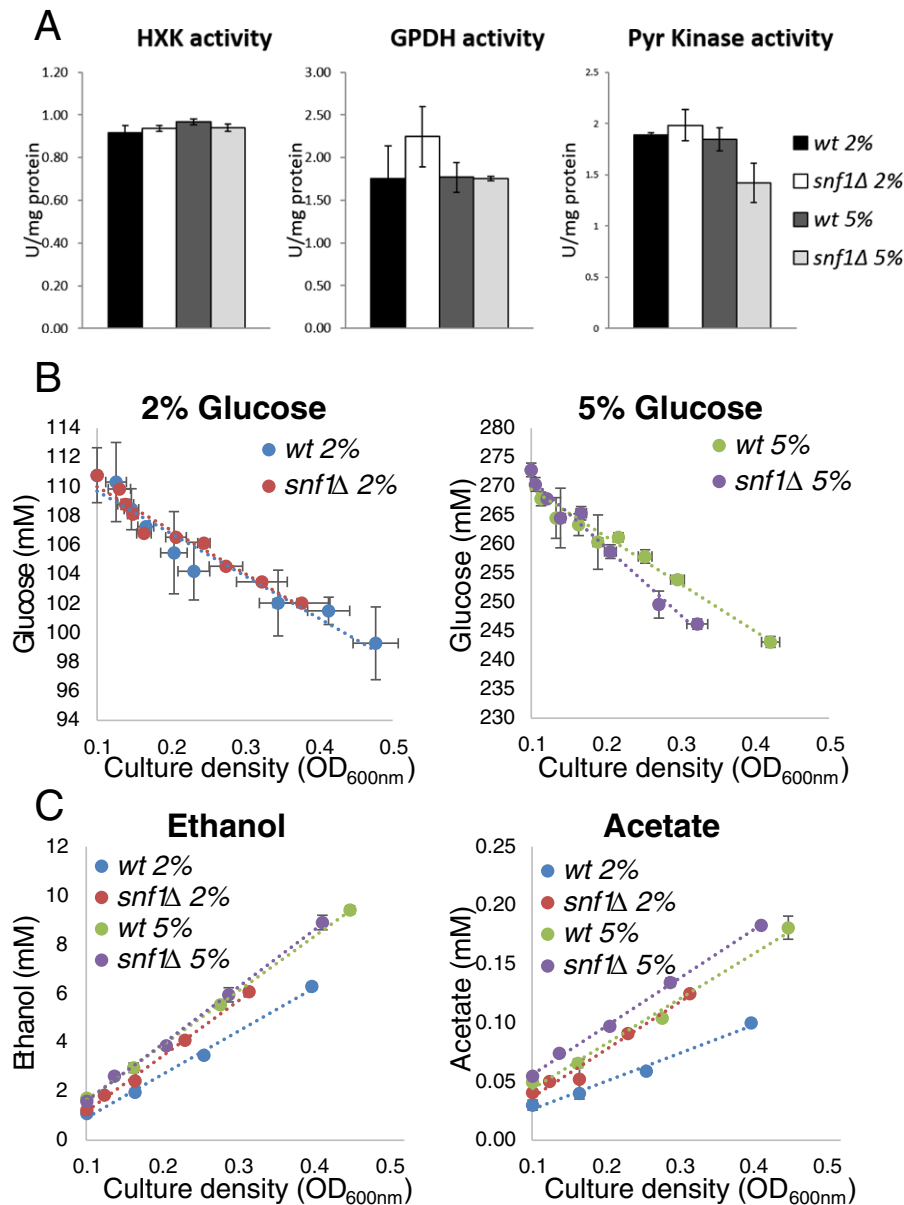 A
HXK activity
GPDH activity
Pyr Kinase activity
U/mg protein
1.20
1.00
0.80
0.60
0.40
0.20
0.00
U/mg protein
3.00
2.50
2.00
1.50
1.00
0.50
0.00
U/mg protein
2.5
2
1.5
1
0.5
0
wt 2%
snf1Δ 2%
wt 5%
snf1Δ 5%
B
2% Glucose
Glucose (mM)
114
112
110
108
106
104
102
100
98
96
94
wt 2%
snf1Δ 2%
0.1 0.2 0.3 0.4 0.5
Culture density (OD600nm)
5% Glucose
Glucose (mM)
280
275
270
265
260
255
250
245
240
235
230
wt 5%
snf1Δ 5%
0.1 0.2 0.3 0.4 0.5
Culture density (OD600nm)
C
Ethanol
Ethanol (mM)
12
10
8
6
4
2
0
wt 2%
snf1Δ 2%
wt 5%
snf1Δ 5%
0.1 0.2 0.3 0.4 0.5
Culture density (OD600nm)
Acetate
Acetate (mM)
0.25
0.20
0.15
0.10
0.05
0.00
wt 2%
snf1Δ 2%
wt 5%
snf1Δ 5%
0.1 0.2 0.3 0.4 0.5
Culture density (OD600nm)